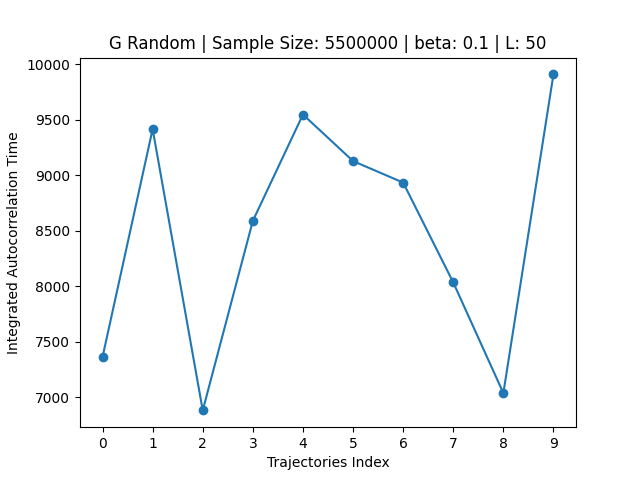 G Random | Sample Size: 5500000 | beta: 0.1 | L: 50
Integrated Autocorrelation Time
10000
9500
9000
8500
8000
7500
7000
0 1 2 3 4 5 6 7 8 9
Trajectories Index